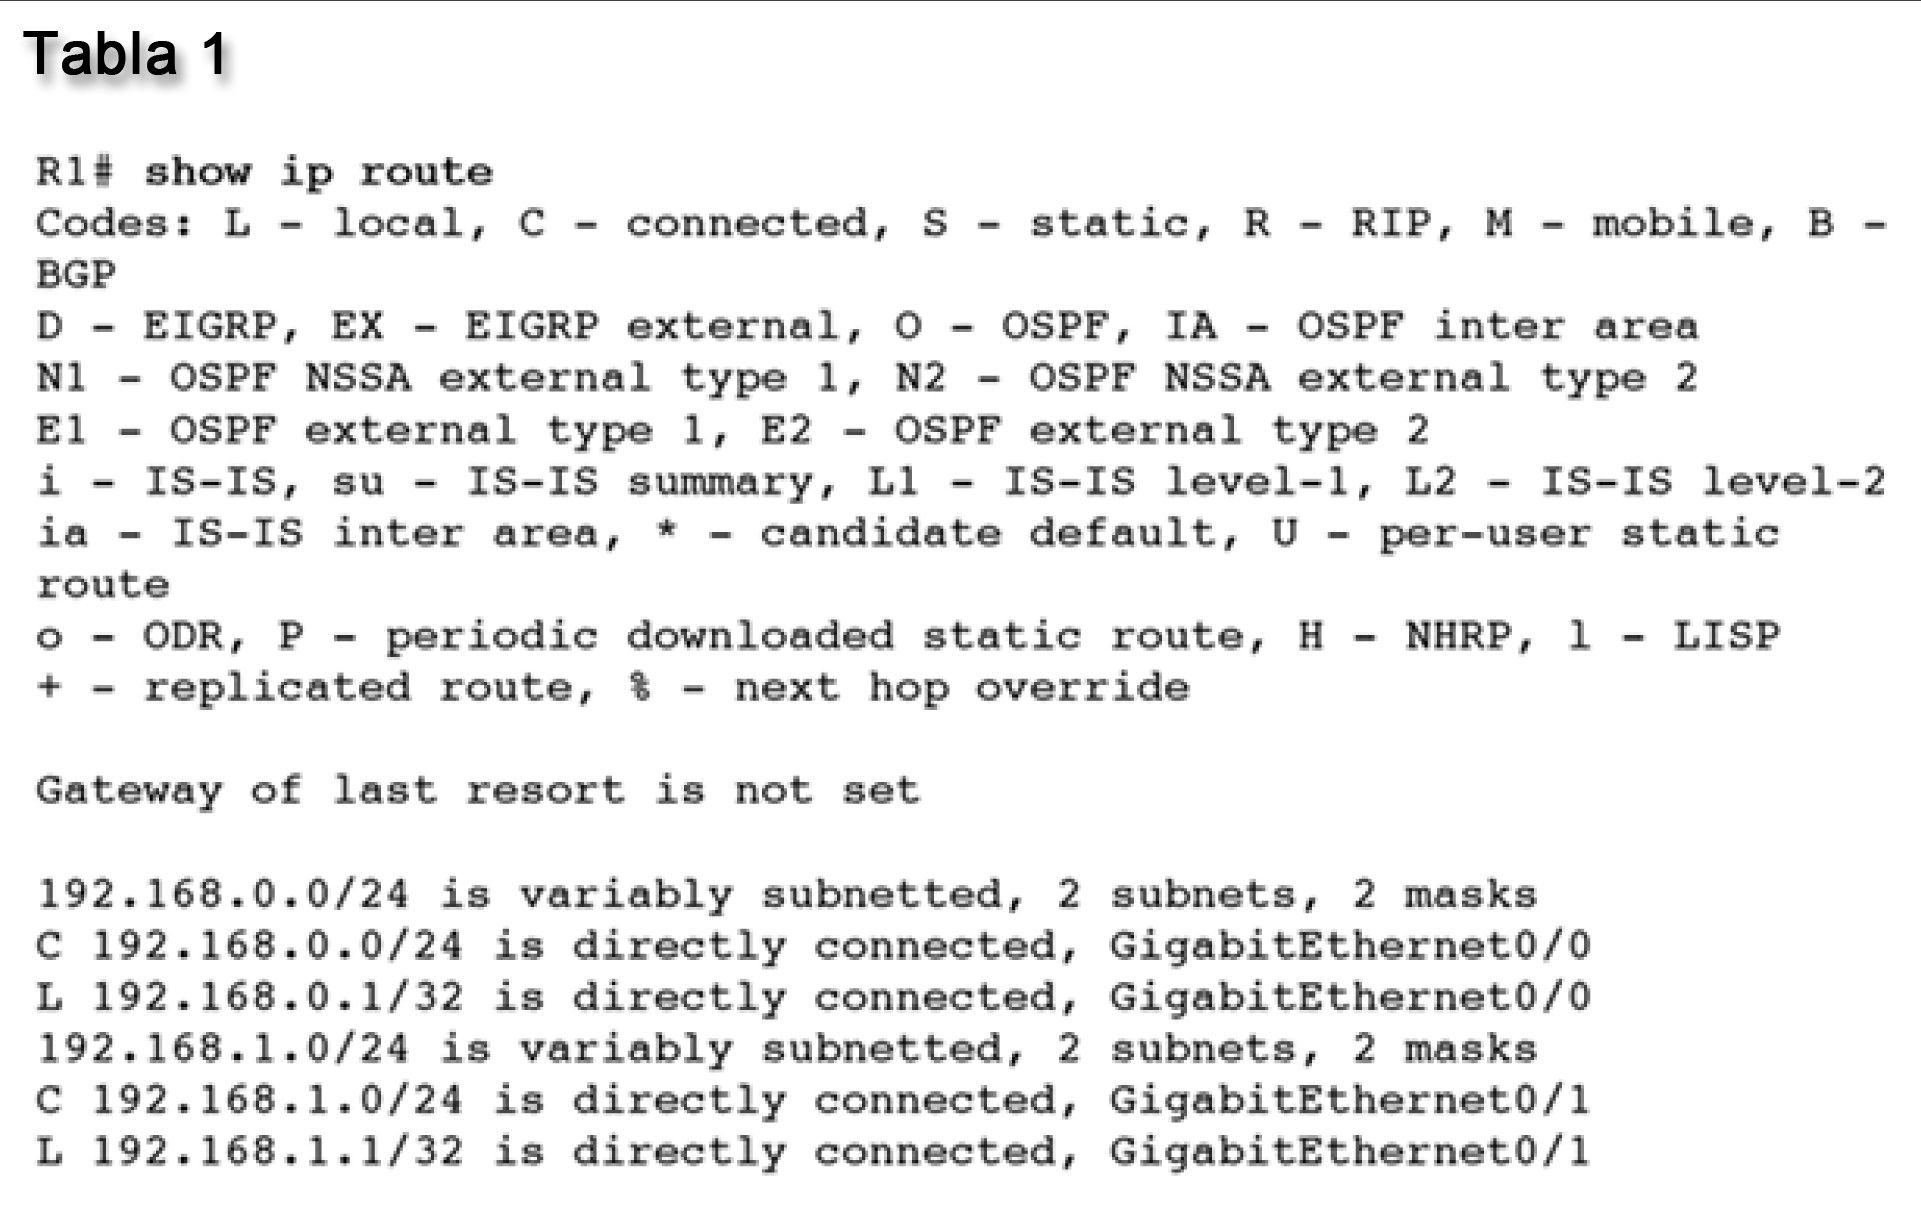 Tabla 1
R1# show ip route
Codes: L - local, C - connected, S - static, R - RIP, M - mobile, B -
BGP
D - EIGRP, EX - EIGRP external, O - OSPF, IA - OSPF inter area
N1 - OSPF NSSA external type 1, N2 - OSPF NSSA external type 2
E1 - OSPF external type 1, E2 - OSPF external type 2
i - IS-IS, su - IS-IS summary, L1 - IS-IS level-1, L2 - IS-IS level-2
ia - IS-IS inter area, * - candidate default, U - per-user static
route
o - ODR, P - periodic downloaded static route, H - NHRP, l - LISP
+ - replicated route, % - next hop override
Gateway of last resort is not set
192.168.0.0/24 is variably subnetted, 2 subnets, 2 masks
C 192.168.0.0/24 is directly connected, GigabitEthernet0/0
L 192.168.0.1/32 is directly connected, GigabitEthernet0/0
192.168.1.0/24 is variably subnetted, 2 subnets, 2 masks
C 192.168.1.0/24 is directly connected, GigabitEthernet0/1
L 192.168.1.1/32 is directly connected, GigabitEthernet0/1